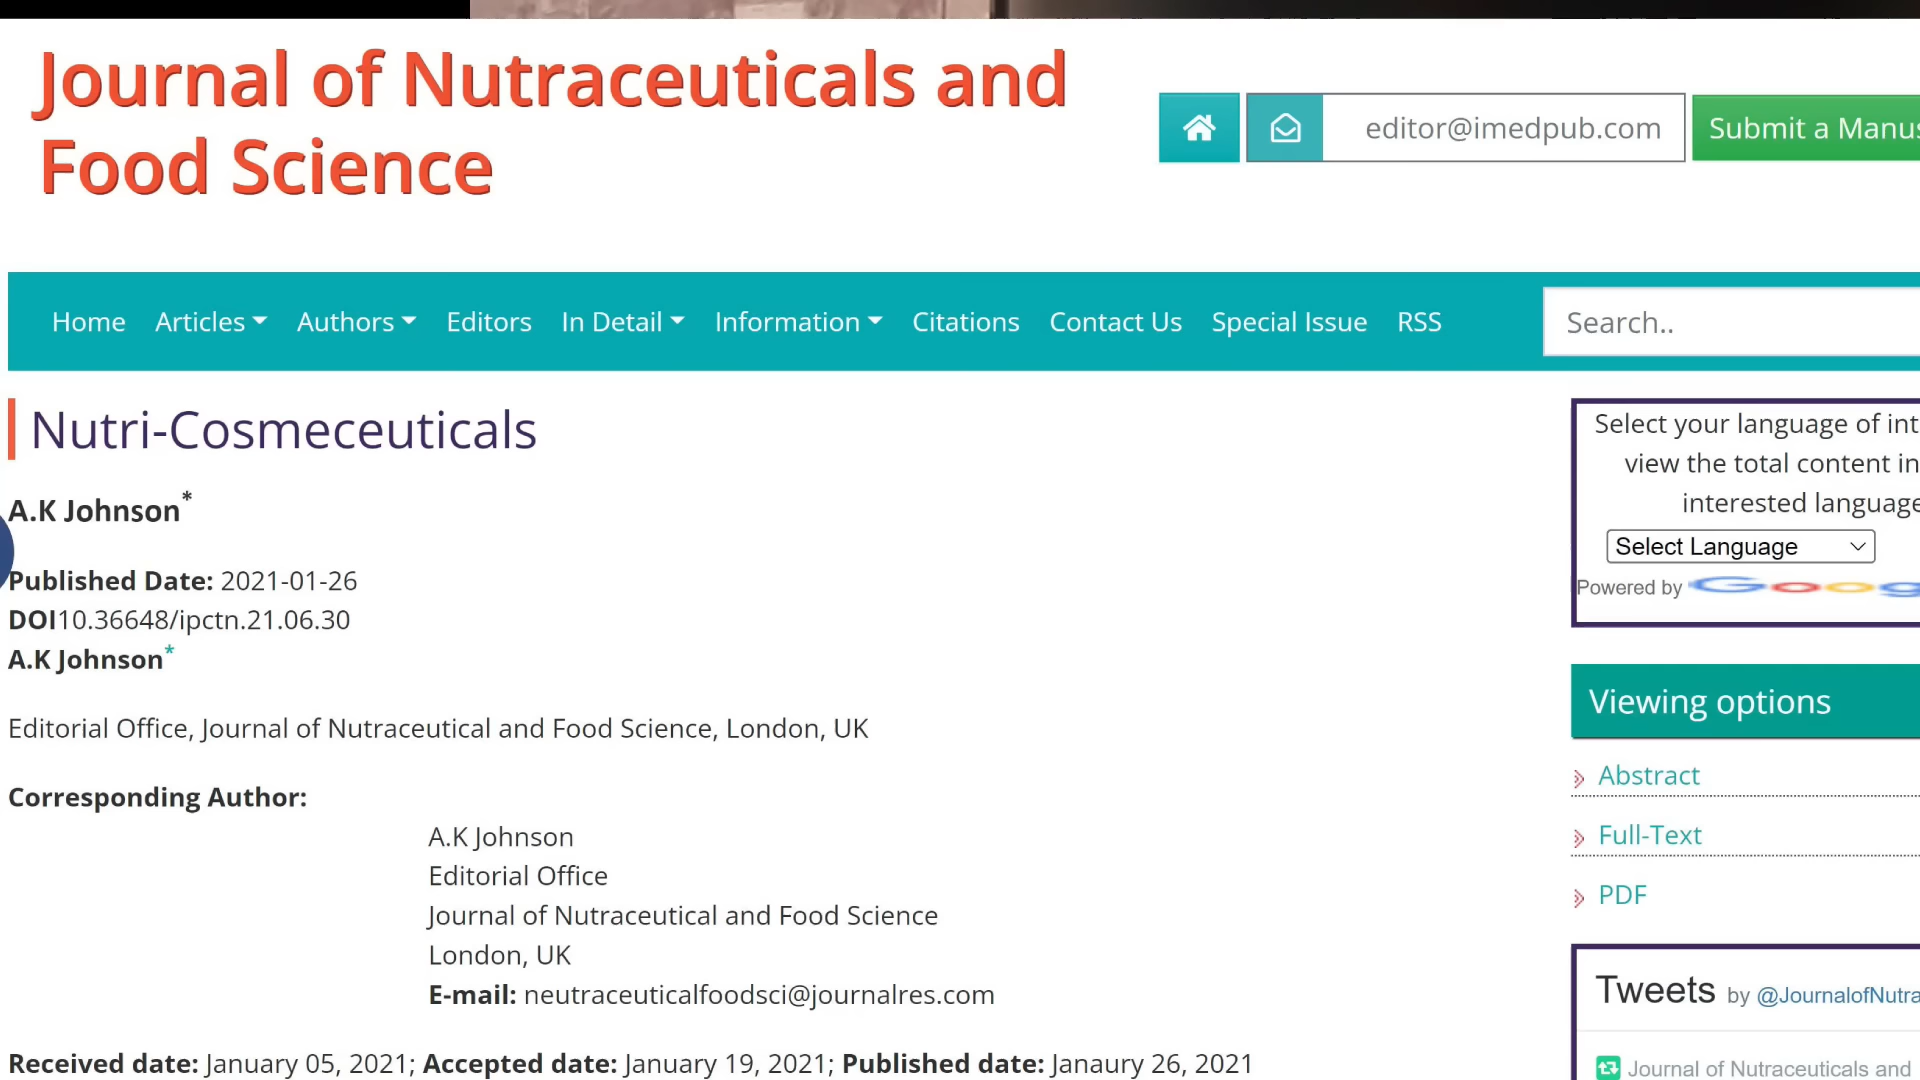 Journal of Nutraceuticals and
Food Science
editor@imedpub.com
Submit a Manus
Home Articles Authors Editors In Detail Information Citations Contact Us Special Issue RSS
Search..
Nutri-Cosmeceuticals
A.K Johnson*
Published Date: 2021-01-26
DOI10.36648/ipctn.21.06.30
A.K Johnson*
Editorial Office, Journal of Nutraceutical and Food Science, London, UK
Corresponding Author:
A.K Johnson
Editorial Office
Journal of Nutraceutical and Food Science
London, UK
E-mail: neutraceuticalfoodsci@journalres.com
Received date: January 05, 2021; Accepted date: January 19, 2021; Published date: Janaury 26, 2021
Select your language of int
view the total content in
interested language
Select Language
Powered by Goog
Viewing options
Abstract
Full-Text
PDF
Tweets by @JournalofNutra
Journal of Nutraceuticals and